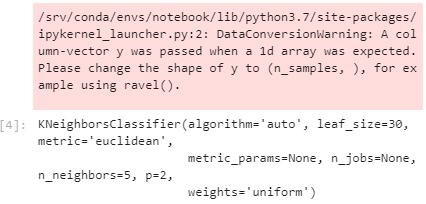 /srv/conda/envs/notebook/lib/python3.7/site-packages/
ipykernel_launcher.py:2: DataConversionWarning: A col
umn-vector y was passed when a 1d array was expected.
Please change the shape of y to (n_samples, ), for ex
ample using ravel().
[4]: KNeighborsClassifier(algorithm='auto', leaf_size=30,
metric='euclidean',
metric_params=None, n_jobs=None,
n_neighbors=5, p=2,
weights='uniform')